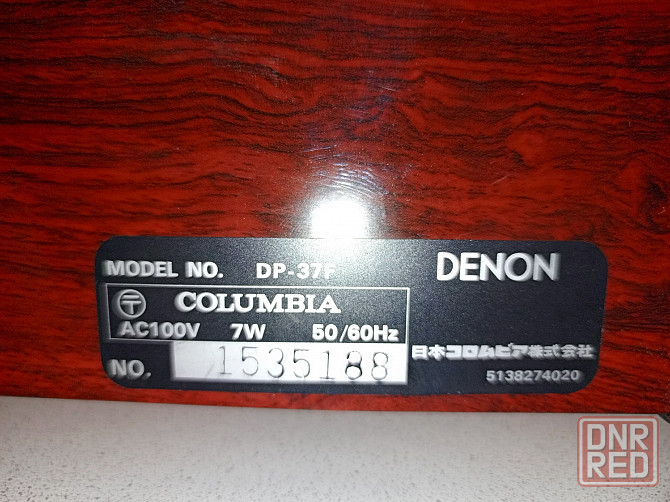 MODEL NO. DP-37F DENON
〒 COLUMBIA
AC100V 7W 50/60Hz
日本コロムビア株式会社
NO. 1535188
5138274020
DNR
RED